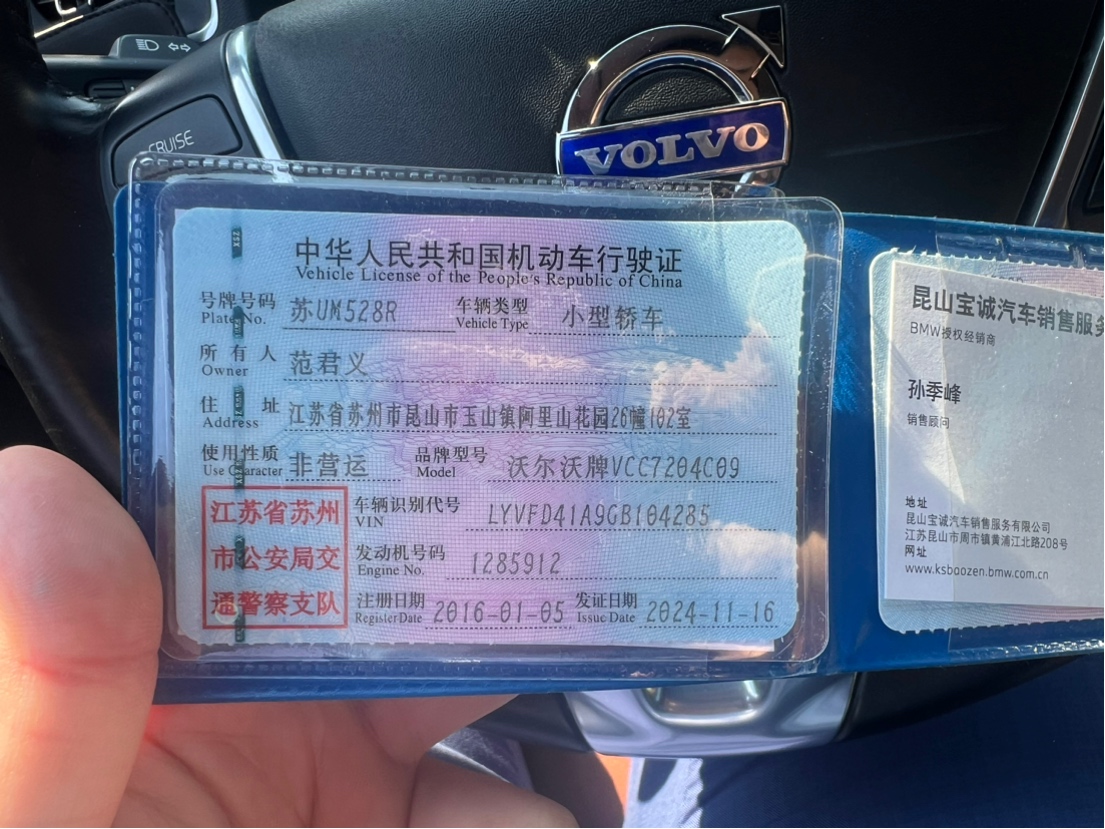 CRUISE
VOLVO
中华人民共和国机动车行驶证
Vehicle License of the People's Republic of China
号牌号码 苏UM528R 车辆类型 小型轿车
Plate No. Vehicle Type
所有人 范君义
Owner
住址 江苏省苏州市昆山市玉山镇阿里山花园26幢102室
Address
使用性质 非营运 品牌型号 沃尔沃牌VCC7204C09
Use Character Model
江苏省苏州
市公安局交
通警察支队
车辆识别代号 LYVFD41A9GB104285
VIN
发动机号码 1285912
Engine No.
注册日期 2016-01-05 发证日期 2024-11-16
Register Date Issue Date
昆山宝诚汽车销售服务
BMW授权经销商
孙季峰
销售顾问
地址
昆山宝诚汽车销售服务有限公司
江苏昆山市周市镇黄浦江北路208号
网址
www.ksboozen.bmw.com.cn